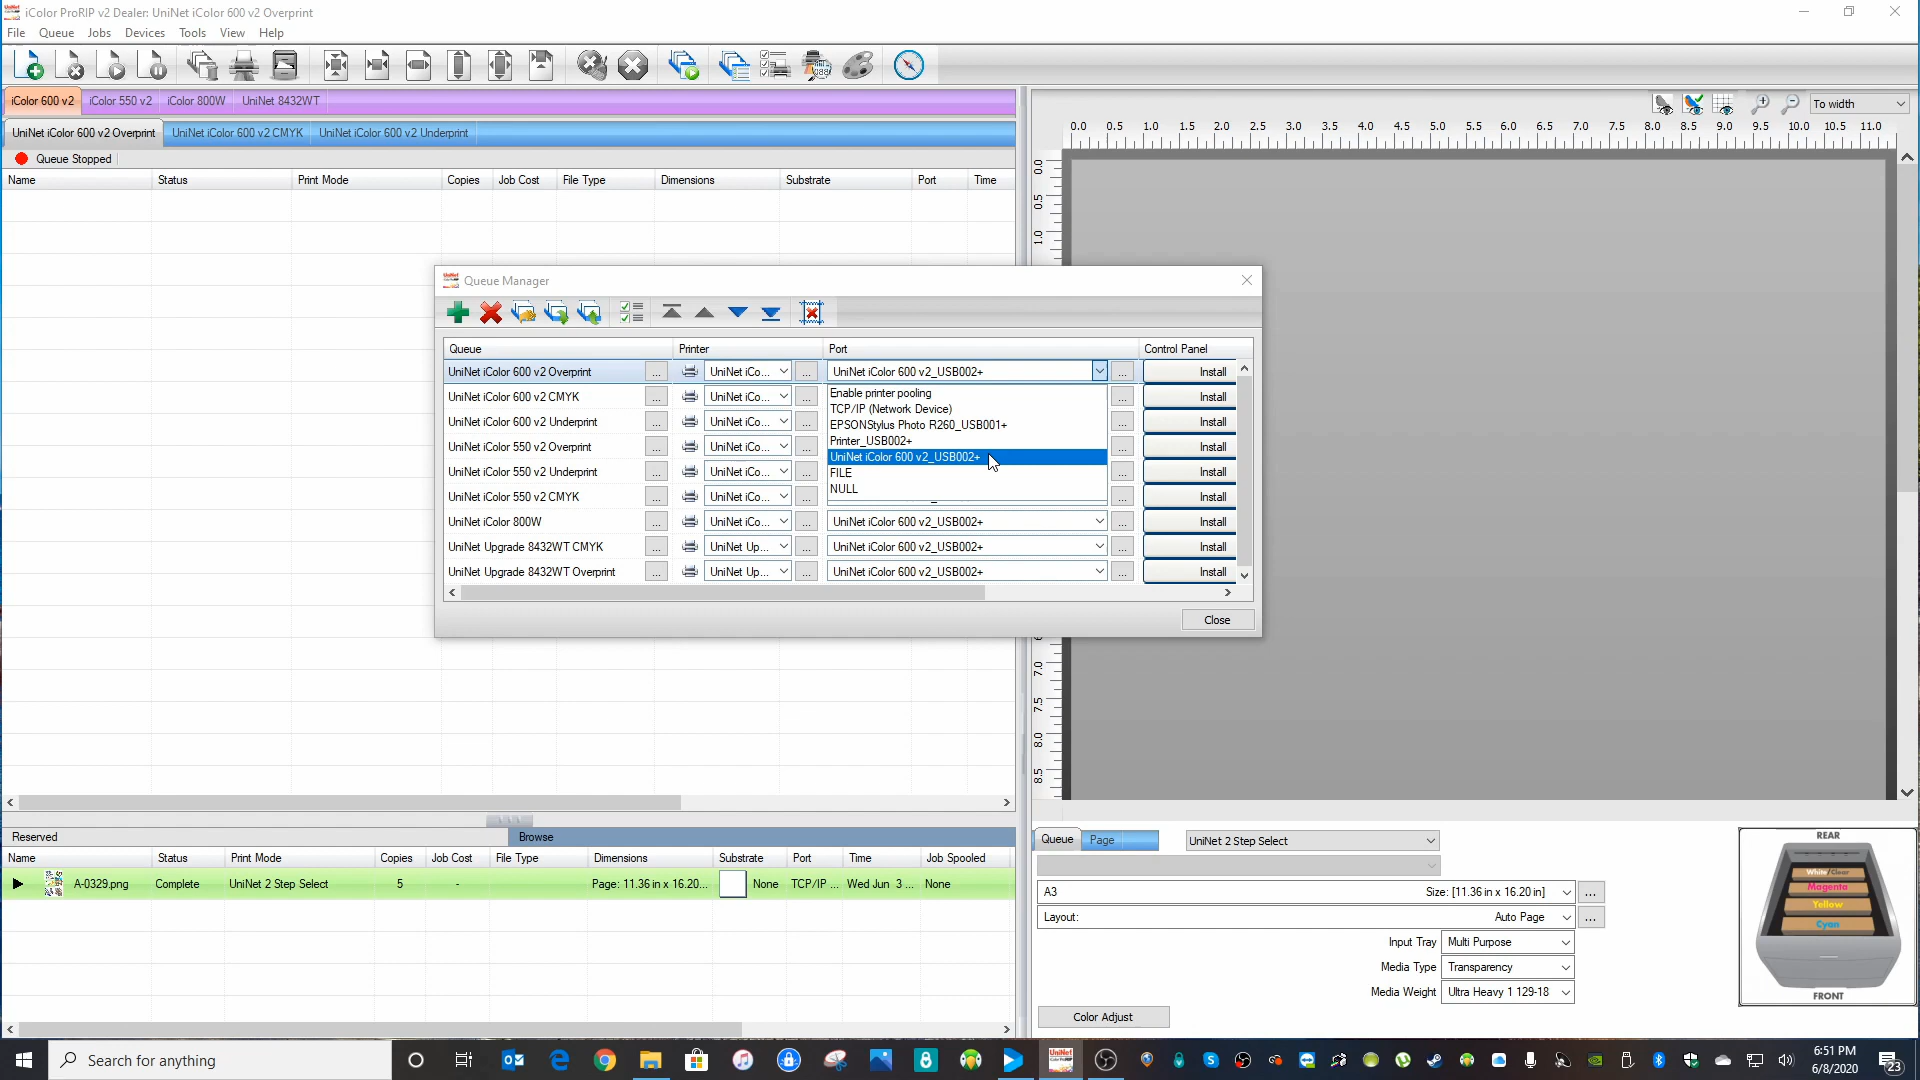 iColor ProRIP v2 Dealer: UniNet iColor 600 v2 Overprint
File Queue Jobs Devices Tools View Help
iColor 600 v2 iColor 550 v2 iColor 800W UniNet 8432WT
To width
UniNet iColor 600 v2 Overprint UniNet iColor 600 v2 CMYK UniNet iColor 600 v2 Underprint
0.0 0.5 1.0 1.5 2.0 2.5 3.0 3.5 4.0 4.5 5.0 5.5 6.0 6.5 7.0 7.5 8.0 8.5 9.0 9.5 10.0 10.5 11.0
Queue Stopped
Name Status Print Mode Copies Job Cost File Type Dimensions Substrate Port Time
0.0
0.5
1.0
Queue Manager
Queue Printer Port Control Panel
UniNet iColor 600 v2 Overprint ... UniNet iCo... ... UniNet iColor 600 v2_USB002+ ... Install
UniNet iColor 600 v2 CMYK ... UniNet iCo... ... Enable printer pooling ... Install
TCP/IP (Network Device)
UniNet iColor 600 v2 Underprint ... UniNet iCo... ... EPSONStylus Photo R260_USB001+ ... Install
UniNet iColor 550 v2 Overprint ... UniNet iCo... ... Printer_USB002+ ... Install
UniNet iColor 600 v2_USB002+
UniNet iColor 550 v2 Underprint ... UniNet iCo... ... FILE ... Install
UniNet iColor 550 v2 CMYK ... UniNet iCo... ... NULL ... Install
UniNet iColor 800W ... UniNet iCo... ... UniNet iColor 600 v2_USB002+ ... Install
UniNet Upgrade 8432WT CMYK ... UniNet Up... ... UniNet iColor 600 v2_USB002+ ... Install
UniNet Upgrade 8432WT Overprint ... UniNet Up... ... UniNet iColor 600 v2_USB002+ ... Install
Close
7.0
7.5
8.0
8.5
Reserved Browse
Name Status Print Mode Copies Job Cost File Type Dimensions Substrate Port Time Job Spooled
A-0329.png Complete UniNet 2 Step Select 5 - Page: 11.36 in x 16.20... None TCP/IP ... Wed Jun 3 ... None
Queue Page UniNet 2 Step Select
A3 Size: [11.36 in x 16.20 in] ...
Layout: Auto Page ...
Input Tray Multi Purpose
Media Type Transparency
Media Weight Ultra Heavy 1 129-18
Color Adjust
REAR
White/Clear
Magenta
Yellow
Cyan
FRONT
Search for anything
6:51 PM
6/8/2020
23